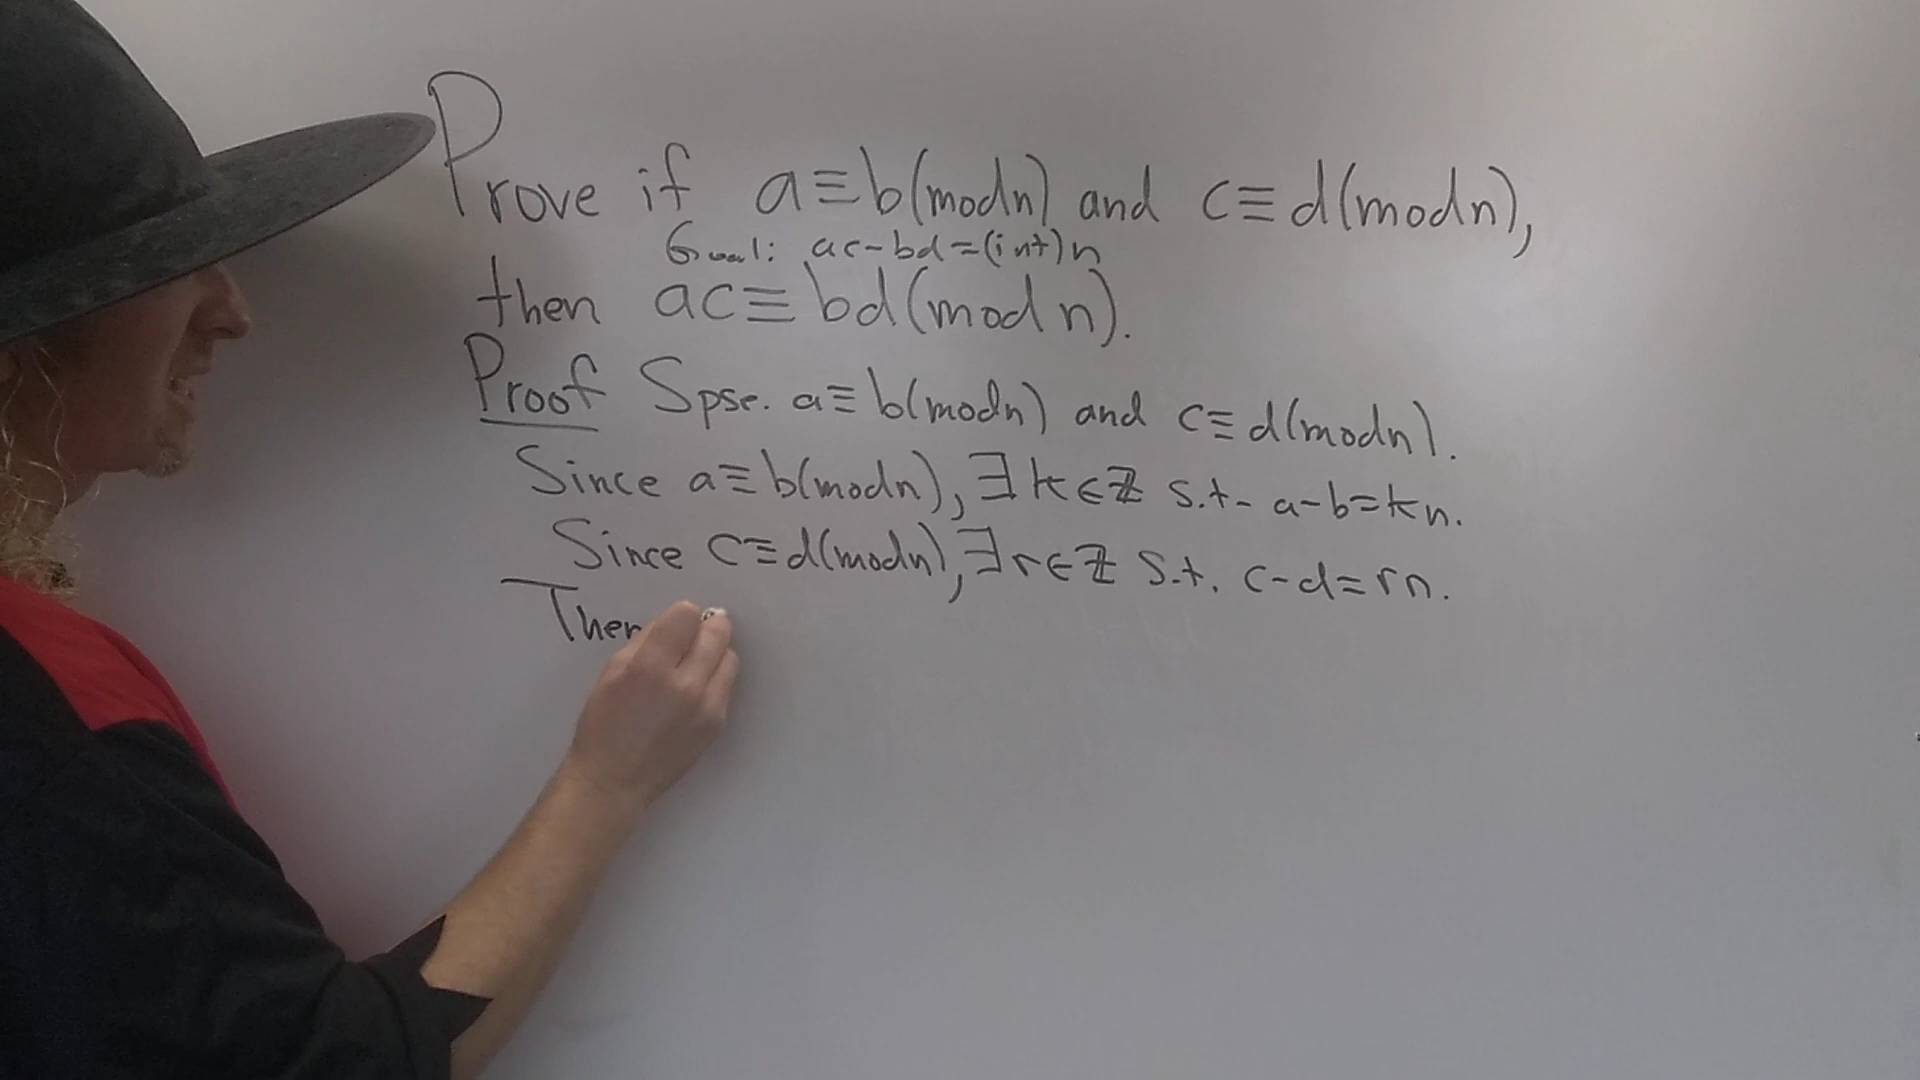 Prove if a≡b(modn) and c≡d(modn),
Goal: ac-bd=(int)n
then ac≡bd(mod n).
Proof Spse. a≡b(modn) and c≡d(modn).
Since a≡b(modn), ∃k∈ℤ s.t. a-b=kn.
Since c≡d(modn), ∃r∈ℤ s.t. c-d=rn.
Then